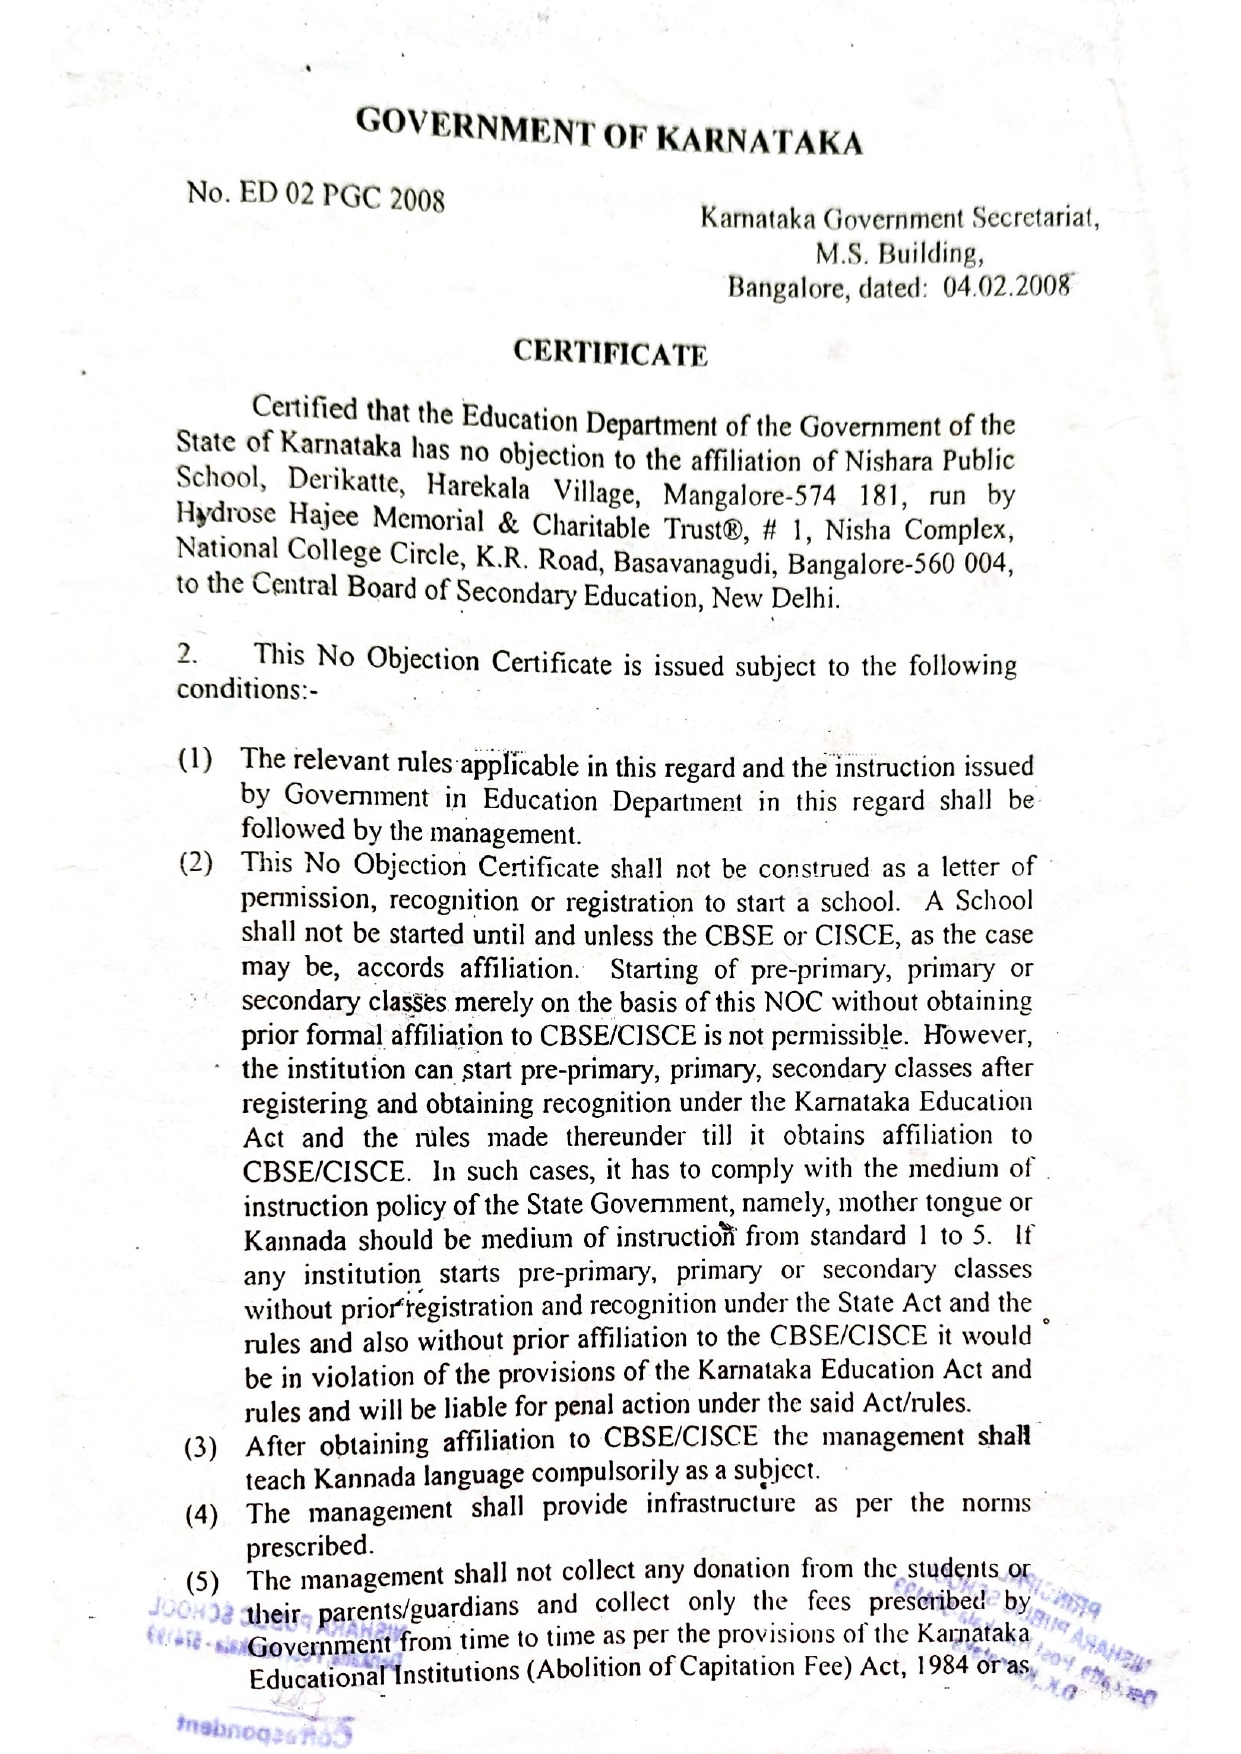 GOVERNMENT OF KARNATAKA
No. ED 02 PGC 2008
Karnataka Government Secretariat,
M.S. Building,
Bangalore, dated: 04.02.2008
CERTIFICATE
Certified that the Education Department of the Government of the
State of Karnataka has no objection to the affiliation of Nishara Public
School, Derikatte, Harekala Village, Mangalore-574 181, run by
Hydrose Hajee Memorial & Charitable Trust®, # 1, Nisha Complex,
National College Circle, K.R. Road, Basavanagudi, Bangalore-560 004,
to the Central Board of Secondary Education, New Delhi.
2. This No Objection Certificate is issued subject to the following
conditions:-
(1) The relevant rules applicable in this regard and the instruction issued
by Government in Education Department in this regard shall be
followed by the management.
(2) This No Objection Certificate shall not be construed as a letter of
permission, recognition or registration to start a school. A School
shall not be started until and unless the CBSE or CISCE, as the case
may be, accords affiliation. Starting of pre-primary, primary or
secondary classes merely on the basis of this NOC without obtaining
prior formal affiliation to CBSE/CISCE is not permissible. However,
the institution can start pre-primary, primary, secondary classes after
registering and obtaining recognition under the Karnataka Education
Act and the rules made thereunder till it obtains affiliation to
CBSE/CISCE. In such cases, it has to comply with the medium of
instruction policy of the State Government, namely, mother tongue or
Kannada should be medium of instruction from standard 1 to 5. If
any institution starts pre-primary, primary or secondary classes
without prior registration and recognition under the State Act and the
rules and also without prior affiliation to the CBSE/CISCE it would
be in violation of the provisions of the Karnataka Education Act and
rules and will be liable for penal action under the said Act/rules.
(3) After obtaining affiliation to CBSE/CISCE the management shall
teach Kannada language compulsorily as a subject.
(4) The management shall provide infrastructure as per the norms
prescribed.
(5) The management shall not collect any donation from the students or
their parents/guardians and collect only the fees prescribed by
Government from time to time as per the provisions of the Karnataka
Educational Institutions (Abolition of Capitation Fee) Act, 1984 or as
Correspondent